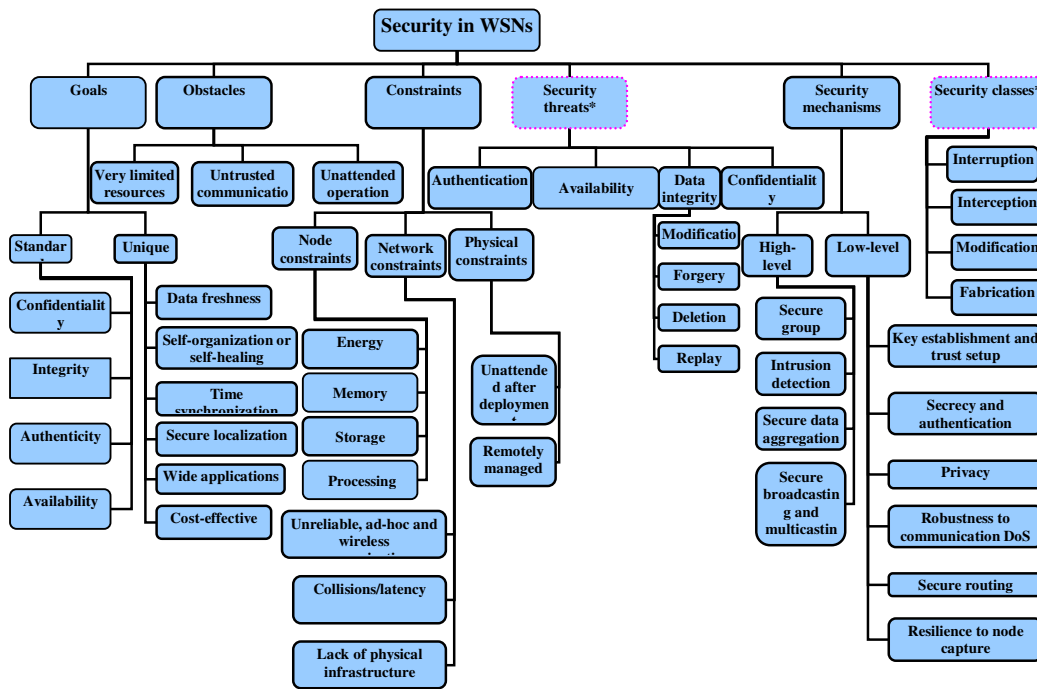 Security in WSNs
Goals
Obstacles
Constraints
Security
threats*
Security
mechanisms
Security classes*
Very limited
resources
Untrusted
communicatio
Unattended
operation
Authentication
Availability
Data
integrity
Confidentialit
y
Interruption
Interception
Modification
Fabrication
Standar
Unique
Node
constraints
Network
constraints
Physical
constraints
Modificatio
Forgery
Deletion
Replay
High-
level
Low-level
Confidentialit
y
Integrity
Authenticity
Availability
Data freshness
Self-organization or
self-healing
Time
synchronization
Secure localization
Wide applications
Cost-effective
Energy
Memory
Storage
Processing
Unreliable, ad-hoc and
wireless
Collisions/latency
Lack of physical
infrastructure
Unattende
d after
deploymen
Remotely
managed
Secure
group
Intrusion
detection
Secure data
aggregation
Secure
broadcastin
g and
multicastin
Key establishment and
trust setup
Secrecy and
authentication
Privacy
Robustness to
communication DoS
Secure routing
Resilience to node
capture